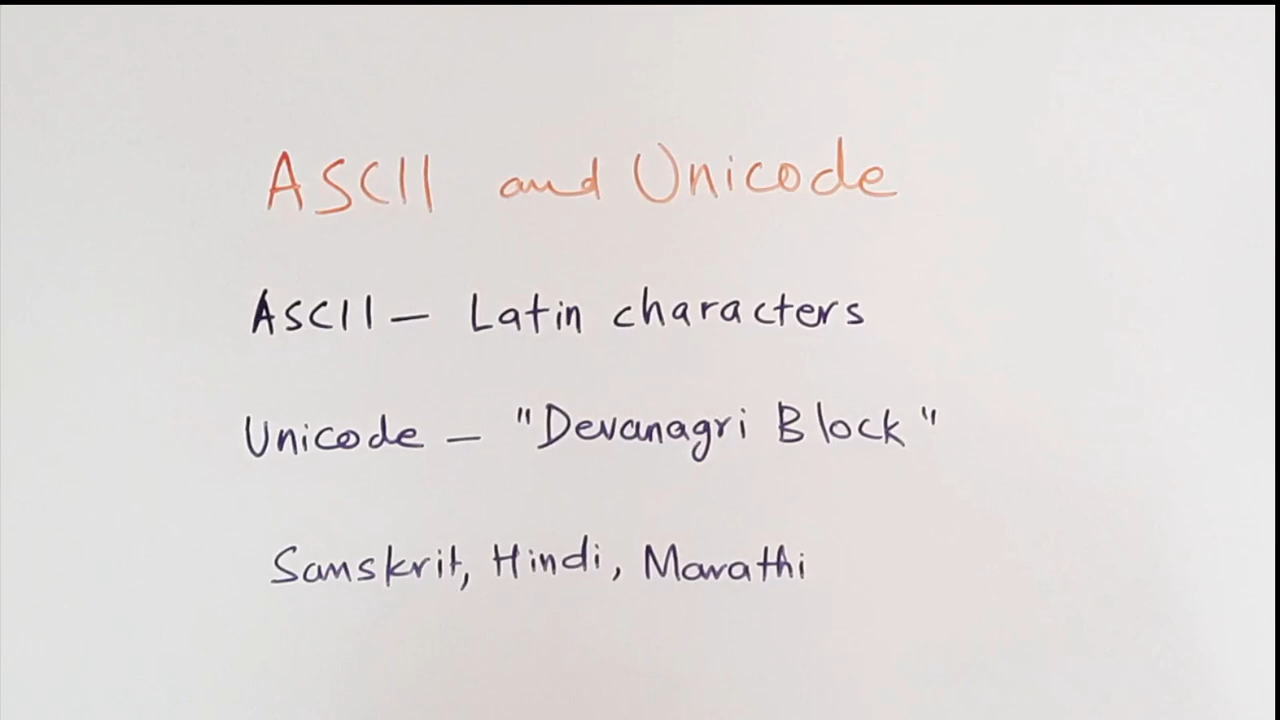 ASCII and Unicode
ASCII – Latin characters
Unicode – "Devanagri Block"
Sanskrit, Hindi, Marathi